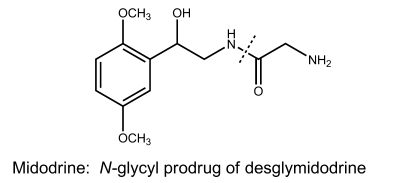 OCH₃ OH
H
N
NH₂
O
OCH₃
Midodrine: N-glycyl prodrug of desglymidodrine